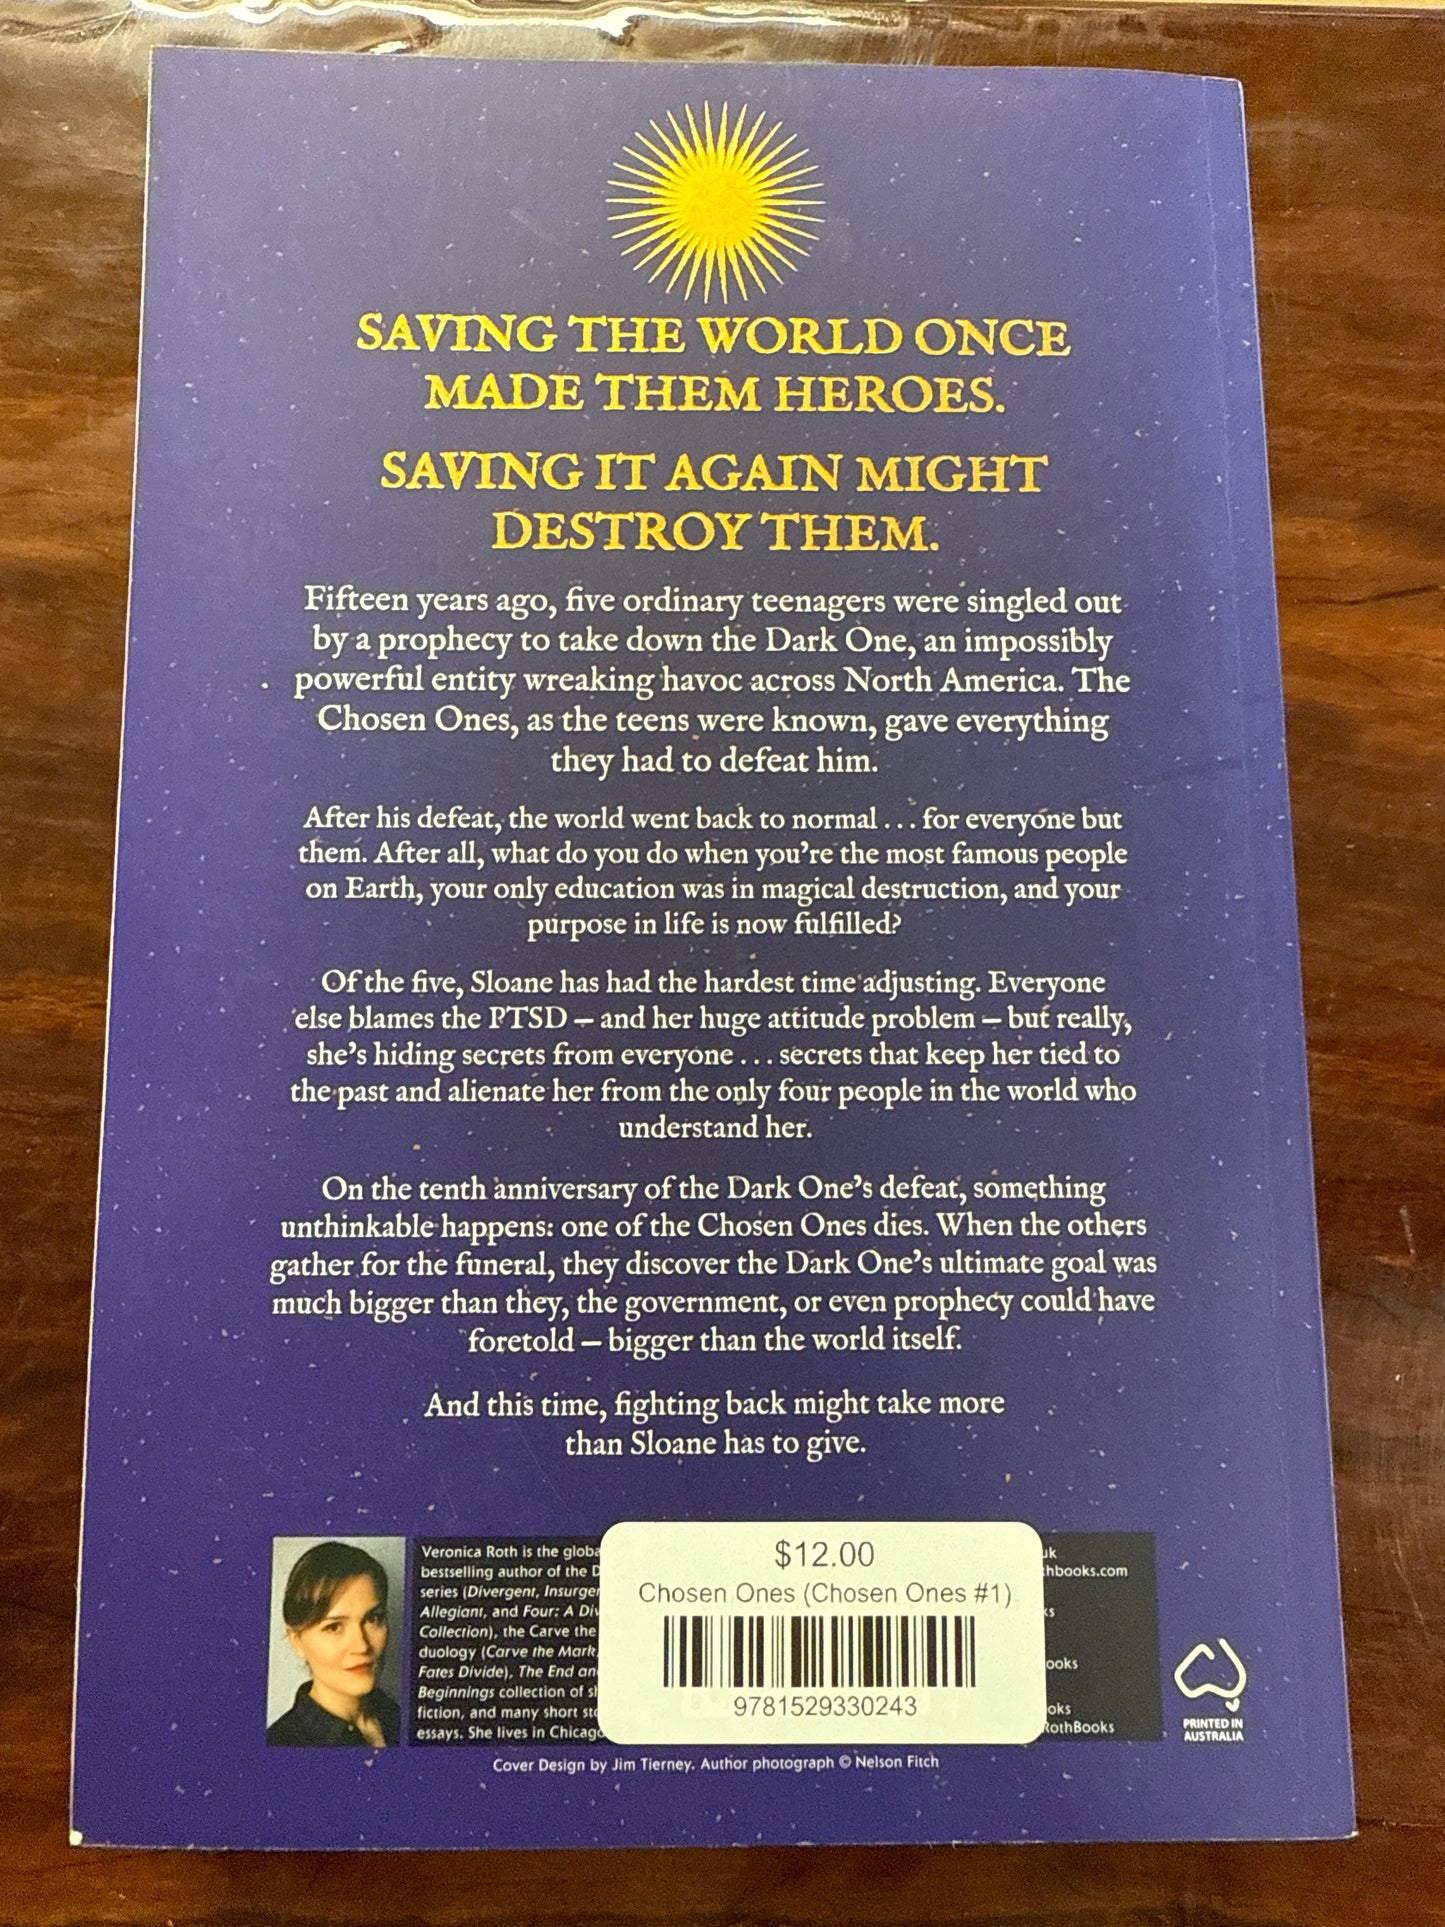 SAVING THE WORLD ONCE
MADE THEM HEROES.
SAVING IT AGAIN MIGHT
DESTROY THEM.
Fifteen years ago, five ordinary teenagers were singled out
by a prophecy to take down the Dark One, an impossibly
powerful entity wreaking havoc across North America. The
Chosen Ones, as the teens were known, gave everything
they had to defeat him.
After his defeat, the world went back to normal . . . for everyone but
them. After all, what do you do when you're the most famous people
on Earth, your only education was in magical destruction, and your
purpose in life is now fulfilled?
Of the five, Sloane has had the hardest time adjusting. Everyone
else blames the PTSD – and her huge attitude problem – but really,
she's hiding secrets from everyone . . . secrets that keep her tied to
the past and alienate her from the only four people in the world who
understand her.
On the tenth anniversary of the Dark One's defeat, something
unthinkable happens: one of the Chosen Ones dies. When the others
gather for the funeral, they discover the Dark One's ultimate goal was
much bigger than they, the government, or even prophecy could have
foretold – bigger than the world itself.
And this time, fighting back might take more
than Sloane has to give.
Veronica Roth is the globa
bestselling author of the D
series (Divergent, Insurge
Allegiant, and Four: A Div
Collection), the Carve the
duology (Carve the Mark,
Fates Divide), The End an
Beginnings collection of s
fiction, and many short st
essays. She lives in Chicago
$12.00
Chosen Ones (Chosen Ones #1)
9781529330243
uk
hbooks.com
ks
ooks
oks
RothBooks
PRINTED IN
AUSTRALIA
Cover Design by Jim Tierney. Author photograph © Nelson Fitch